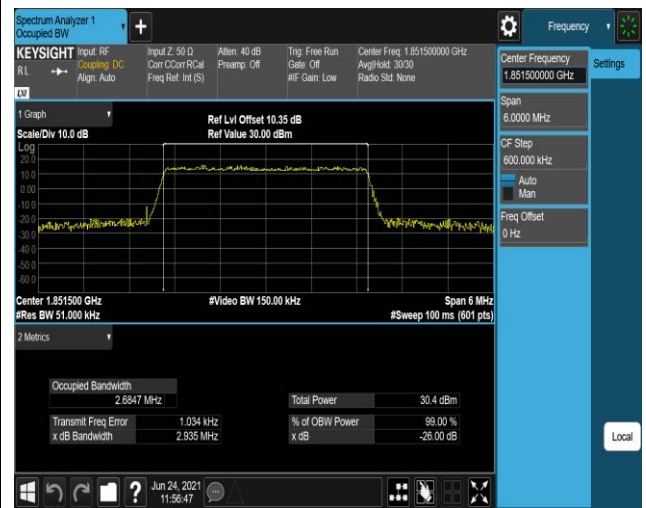 Spectrum Analyzer 1
Occupied BW
+
Frequency
KEYSIGHT
RL
LXI
Input: RF
Coupling: DC
Align: Auto
Input Z: 50 Ω
Corr CCorr RCal
Freq Ref: Int (S)
Atten: 40 dB
Preamp: Off
Trig: Free Run
Gate: Off
#IF Gain: Low
Center Freq: 1.851500000 GHz
Avg|Hold: 30/30
Radio Std: None
Center Frequency
1.851500000 GHz
Settings
Span
6.0000 MHz
CF Step
600.000 kHz
Auto
Man
Freq Offset
0 Hz
1 Graph
Scale/Div 10.0 dB
Ref Lvl Offset 10.35 dB
Ref Value 30.00 dBm
Log
20.0
10.0
0.00
-10.0
-20.0
-30.0
-40.0
-50.0
-60.0
Center 1.851500 GHz
#Res BW 51.000 kHz
#Video BW 150.00 kHz
Span 6 MHz
#Sweep 100 ms (601 pts)
2 Metrics
Occupied Bandwidth
2.6847 MHz
Total Power 30.4 dBm
Transmit Freq Error 1.034 kHz
% of OBW Power 99.00 %
x dB Bandwidth 2.935 MHz
x dB -26.00 dB
Local
?
Jun 24, 2021
11:56:47